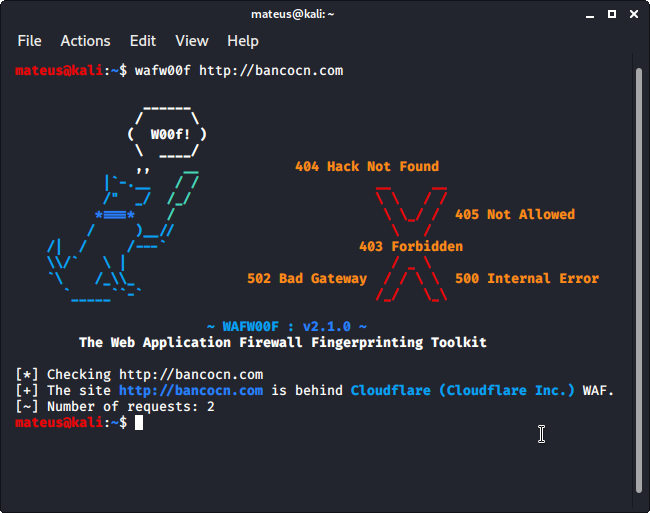 mateus@kali: ~
File Actions Edit View Help
mateus@kali:~$ wafw00f http://bancocn.com
( W00f! )
404 Hack Not Found
405 Not Allowed
403 Forbidden
502 Bad Gateway 500 Internal Error
~ WAFW00F : v2.1.0 ~
The Web Application Firewall Fingerprinting Toolkit
[*] Checking http://bancocn.com
[+] The site http://bancocn.com is behind Cloudflare (Cloudflare Inc.) WAF.
[~] Number of requests: 2
mateus@kali:~$